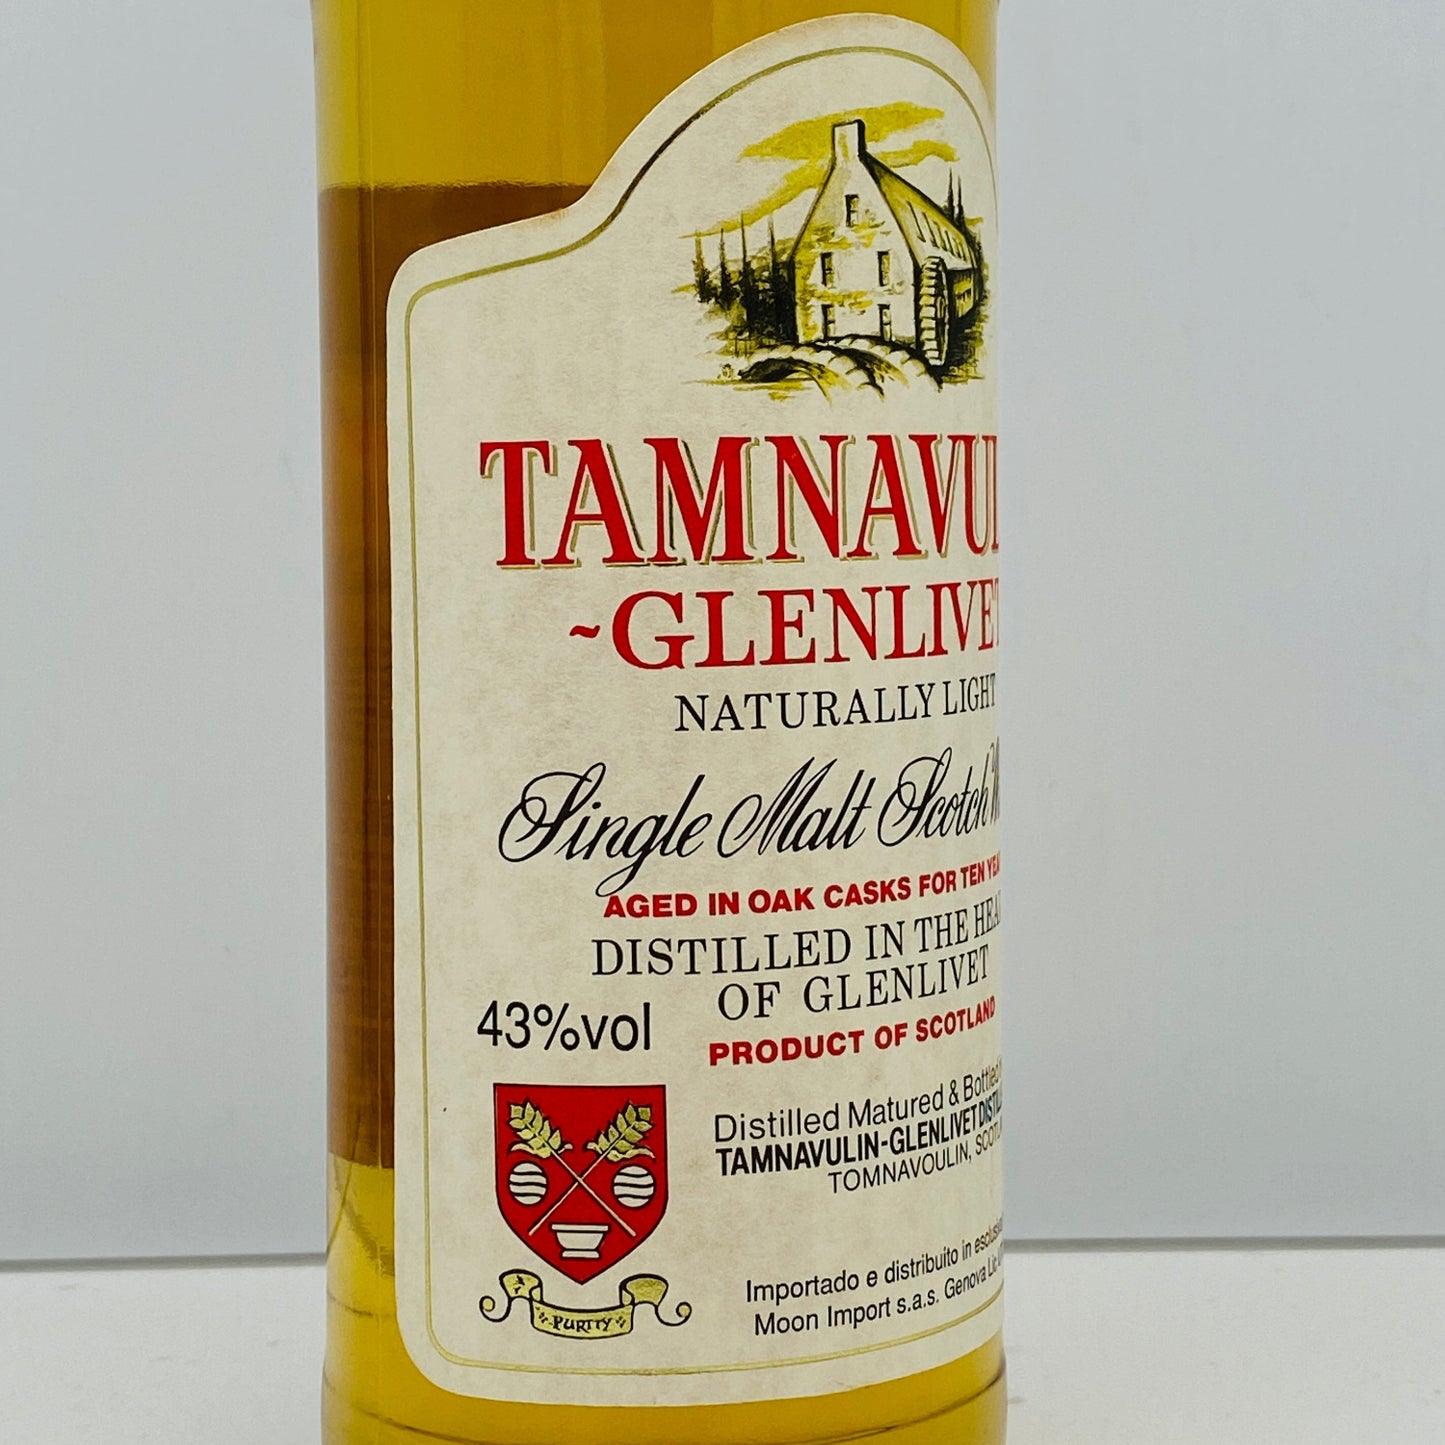 TAMNAVUL
~GLENLIVET
NATURALLY LIGHT
Single Malt Scotch
AGED IN OAK CASKS FOR TEN
DISTILLED IN THE
OF GLENLIVET
43%vol
PRODUCT OF SCOTLAND
Distilled Matured & Bottled
TAMNAVULIN-GLENLIVET
TOMNAVOULIN,
PURITY
Importado e distribuito in
Moon Import s.a.s. Genova